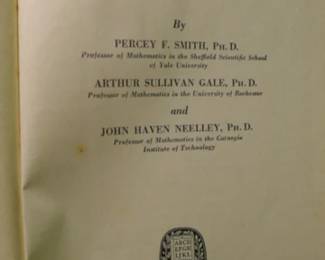 By
PERCEY F. SMITH, PH. D.
Professor of Mathematics in the Sheffield Scientific School
of Yale University
ARTHUR SULLIVAN GALE, PH. D.
Professor of Mathematics in the University of Rochester
and
JOHN HAVEN NEELLEY, PH. D.
Professor of Mathematics in the Carnegie
Institute of Technology